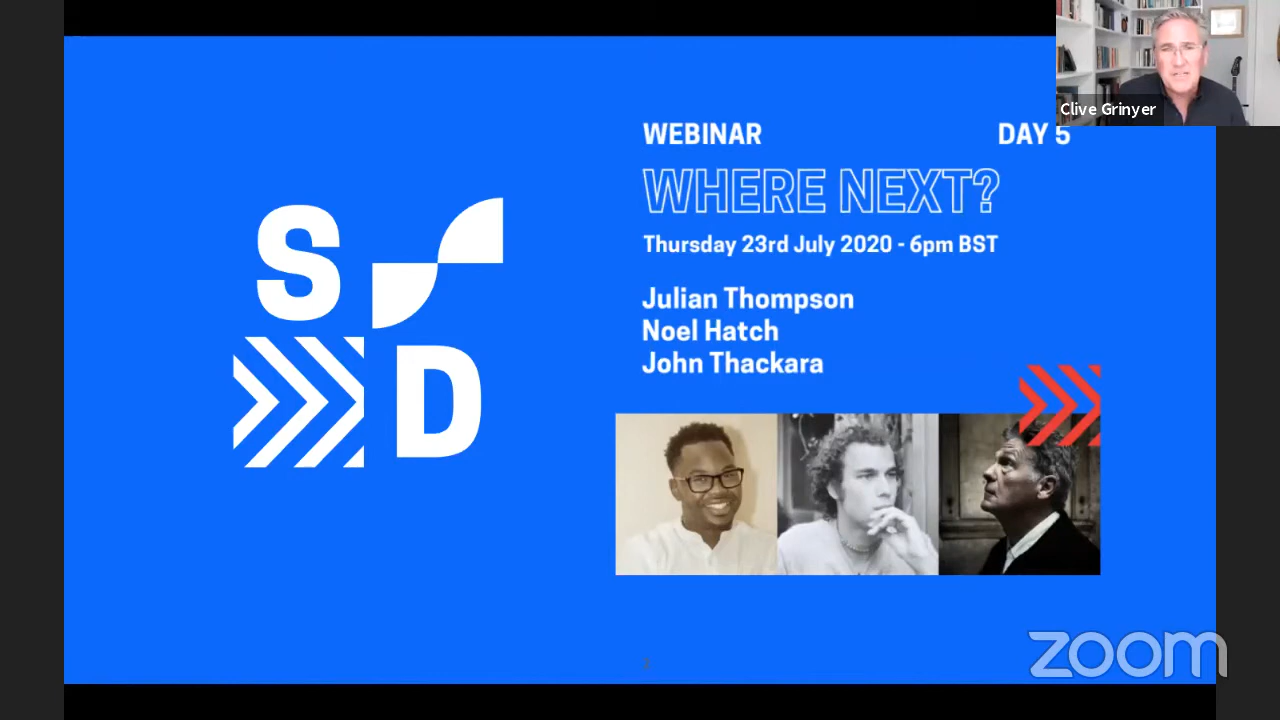 Clive Grinyer
WEBINAR
DAY 5
WHERE NEXT?
Thursday 23rd July 2020 - 6pm BST
Julian Thompson
Noel Hatch
John Thackara
S
D
zoom